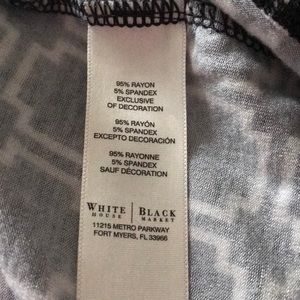 95% RAYON
5% SPANDEX
EXCLUSIVE
OF DECORATION
95% RAYÓN
5% SPANDEX
EXCEPTO DECORACIÓN
95% RAYONNE
5% SPANDEX
SAUF DÉCORATION
WHITE | BLACK
HOUSE | MARKET
11215 METRO PARKWAY
FORT MYERS, FL 33966